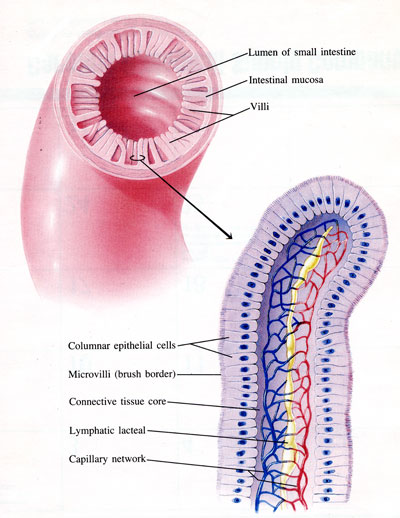 Lumen of small intestine
Intestinal mucosa
Villi
Columnar epithelial cells
Microvilli (brush border)
Connective tissue core
Lymphatic lacteal
Capillary network